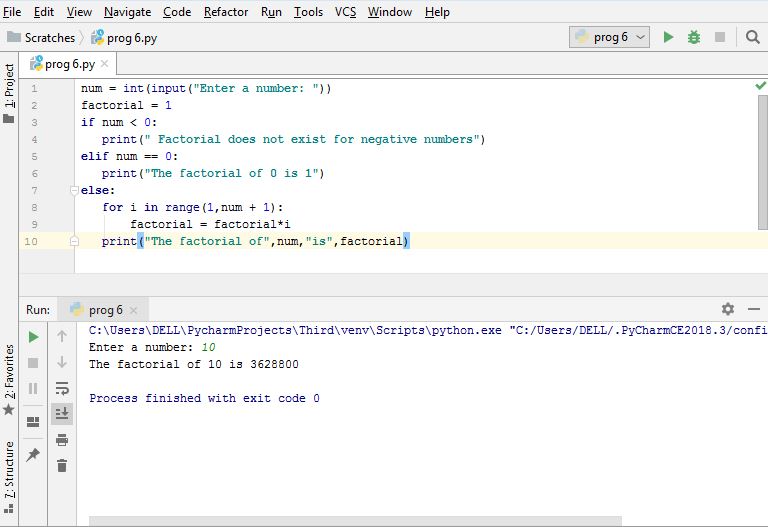 File Edit View Navigate Code Refactor Run Tools VCS Window Help
Scratches prog 6.py prog 6
prog 6.py
1: Project
1 num = int(input("Enter a number: "))
2 factorial = 1
3 if num < 0:
4 print(" Factorial does not exist for negative numbers")
5 elif num == 0:
6 print("The factorial of 0 is 1")
7 else:
8 for i in range(1,num + 1):
9 factorial = factorial*i
10 print("The factorial of",num,"is",factorial)
Run: prog 6
C:\Users\DELL\PycharmProjects\Third\venv\Scripts\python.exe "C:/Users/DELL/.PyCharmCE2018.3/confi
Enter a number: 10
The factorial of 10 is 3628800
Process finished with exit code 0
2: Favorites
7: Structure